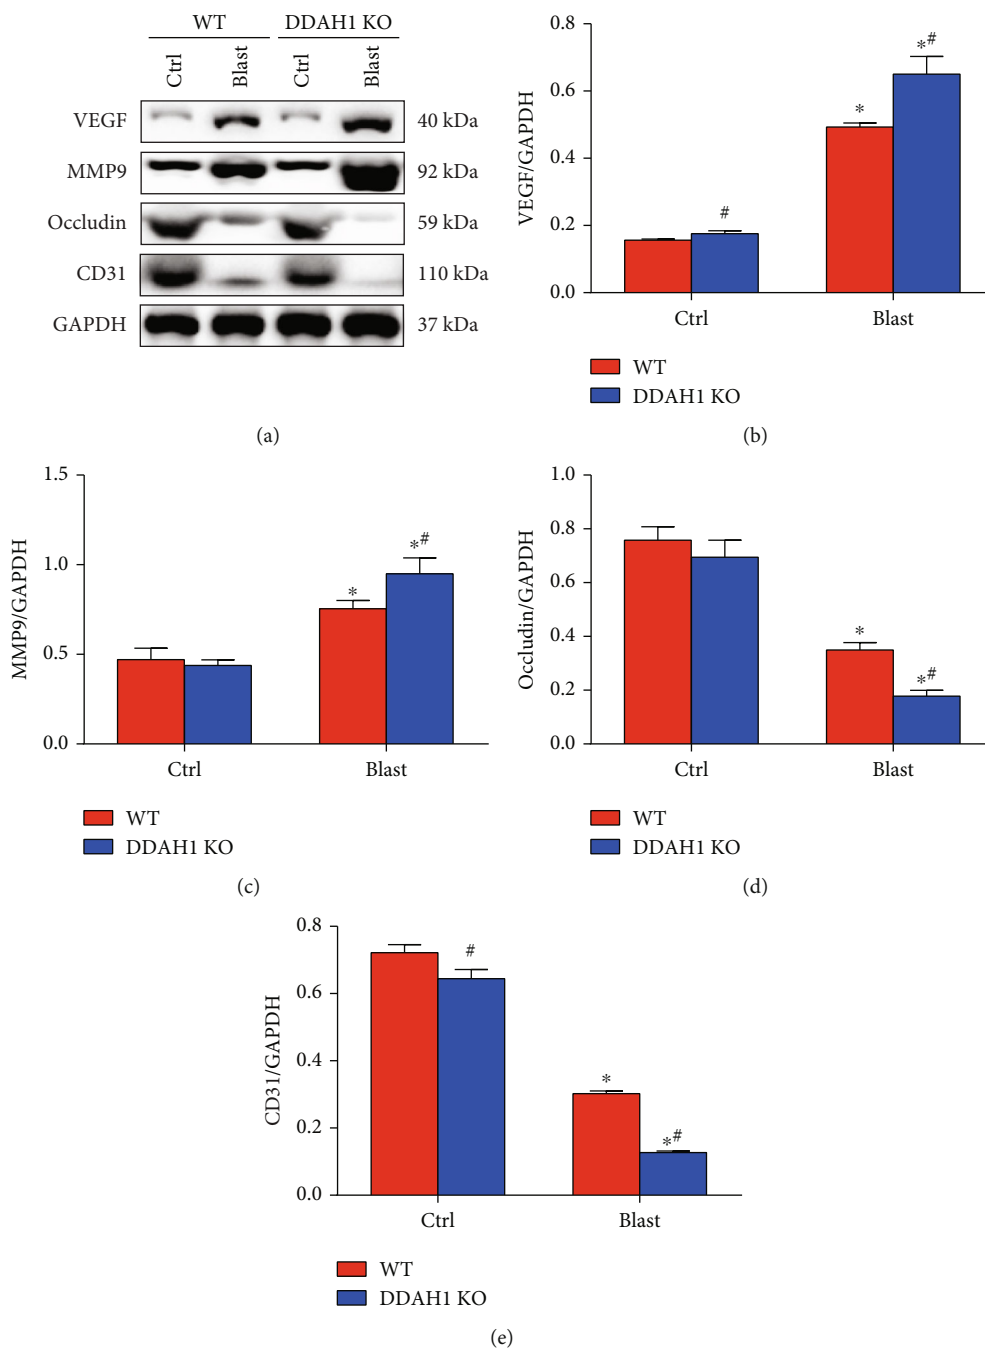 WT DDAH1 KO
Ctrl Blast Ctrl Blast
VEGF 40 kDa
MMP9 92 kDa
Occludin 59 kDa
CD31 110 kDa
GAPDH 37 kDa
(a)
VEGF/GAPDH
0.8
0.6
0.4
0.2
0.0
#
*
*#
Ctrl Blast
WT
DDAH1 KO
(b)
MMP9/GAPDH
1.5
1.0
0.5
0.0
*
*#
Ctrl Blast
WT
DDAH1 KO
(c)
Occludin/GAPDH
1.0
0.8
0.6
0.4
0.2
0.0
*
*#
Ctrl Blast
WT
DDAH1 KO
(d)
CD31/GAPDH
0.8
0.6
0.4
0.2
0.0
#
*
*#
Ctrl Blast
WT
DDAH1 KO
(e)